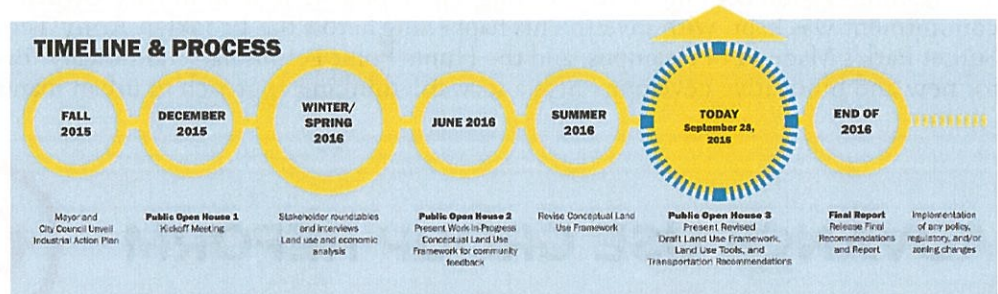 TIMELINE & PROCESS
FALL
2015
DECEMBER
2015
WINTER/
SPRING
2016
JUNE 2016
SUMMER
2016
TODAY
September 28,
2016
END OF
2016
Mayor and
City Council Unveil
Industrial Action Plan
Public Open House 1
Kickoff Meeting
Stakeholder roundtables
and interviews
Land use and economic
analysis
Public Open House 2
Present Work-In-Progress
Conceptual Land Use
Framework for community
feedback
Revise Conceptual Land
Use Framework
Public Open House 3
Present Revised
Draft Land Use Framework,
Land Use Tools, and
Transportation Recommendations
Final Report
Release Final
Recommendations
and Report
Implementation
of any policy,
regulatory, and/or
zoning changes